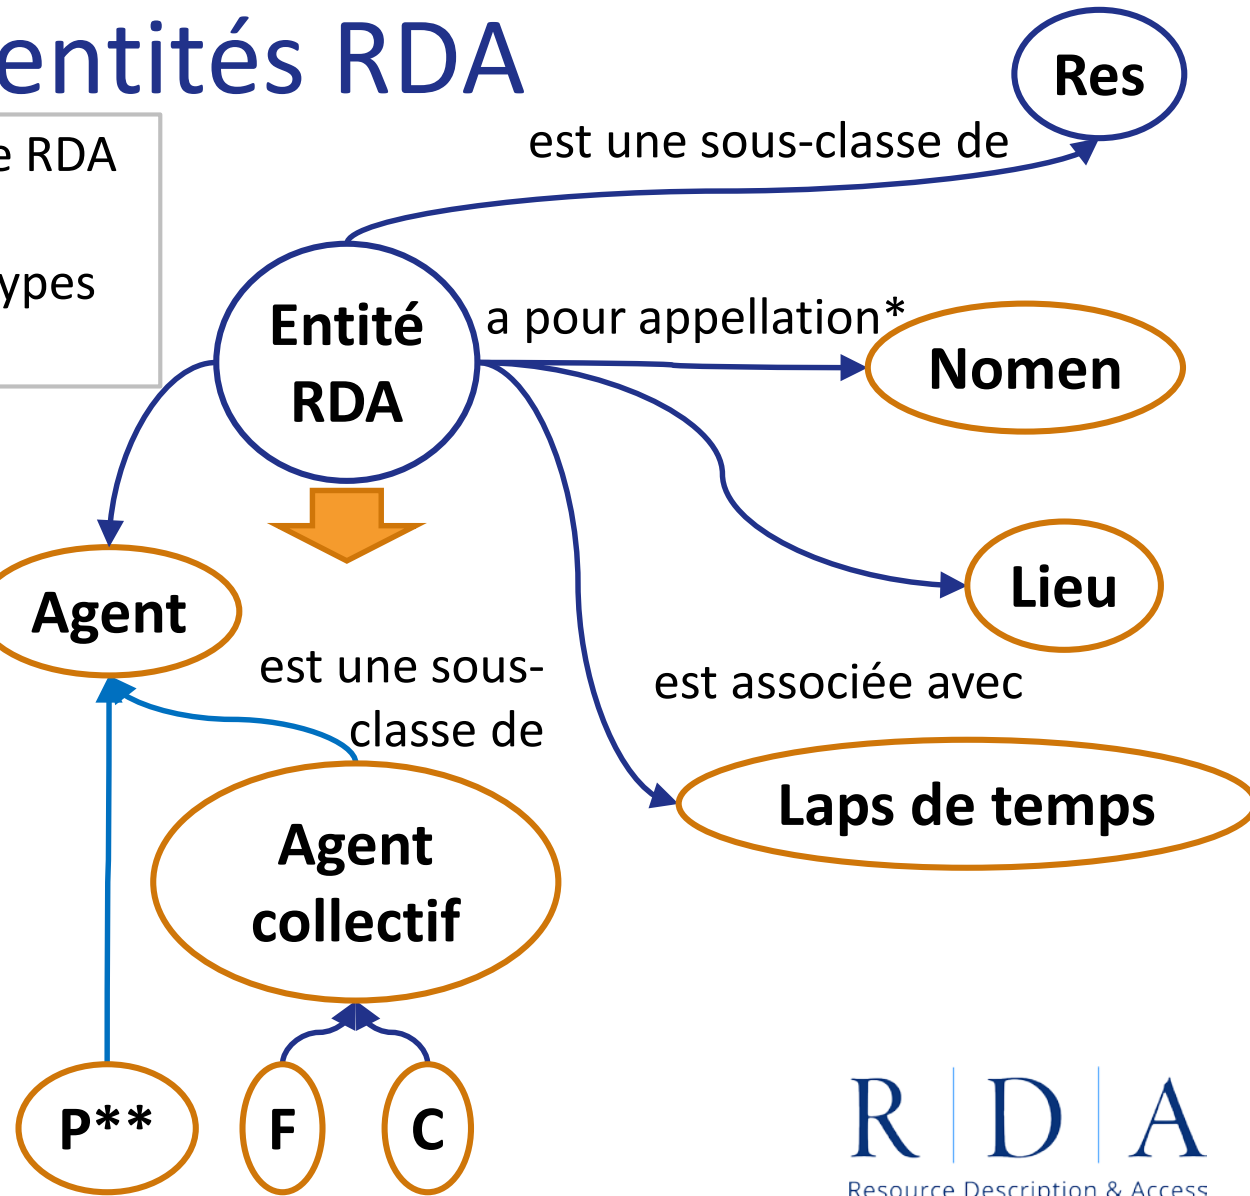 entités RDA
Res
est une sous-classe de
e RDA
ypes
Entité
RDA
a pour appellation*
Nomen
Lieu
Agent
est une sous-
classe de
est associée avec
Laps de temps
Agent
collectif
P**
F
C
R | D | A
Resource Description & Access